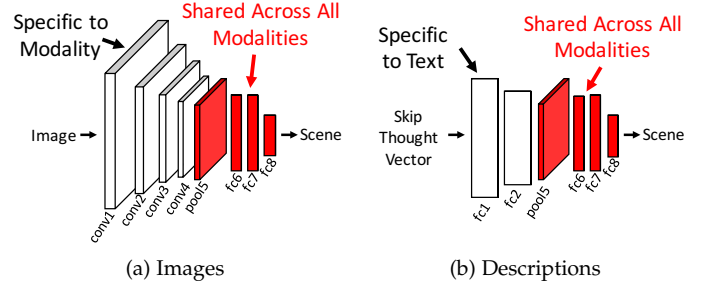 Specific to
Modality
Shared Across All
Modalities
Image
Scene
conv1
conv2
conv3
conv4
pool5
fc6
fc7
fc8
(a) Images
Specific
to Text
Shared Across All
Modalities
Skip
Thought
Vector
Scene
fc1
fc2
pool5
fc6
fc7
fc8
(b) Descriptions